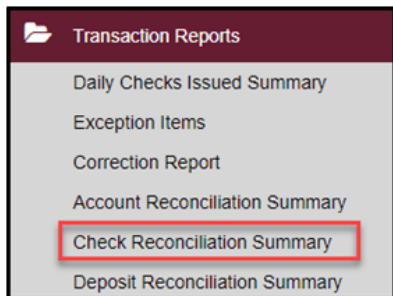 Transaction Reports
Daily Checks Issued Summary
Exception Items
Correction Report
Account Reconciliation Summary
Check Reconciliation Summary
Deposit Reconciliation Summary